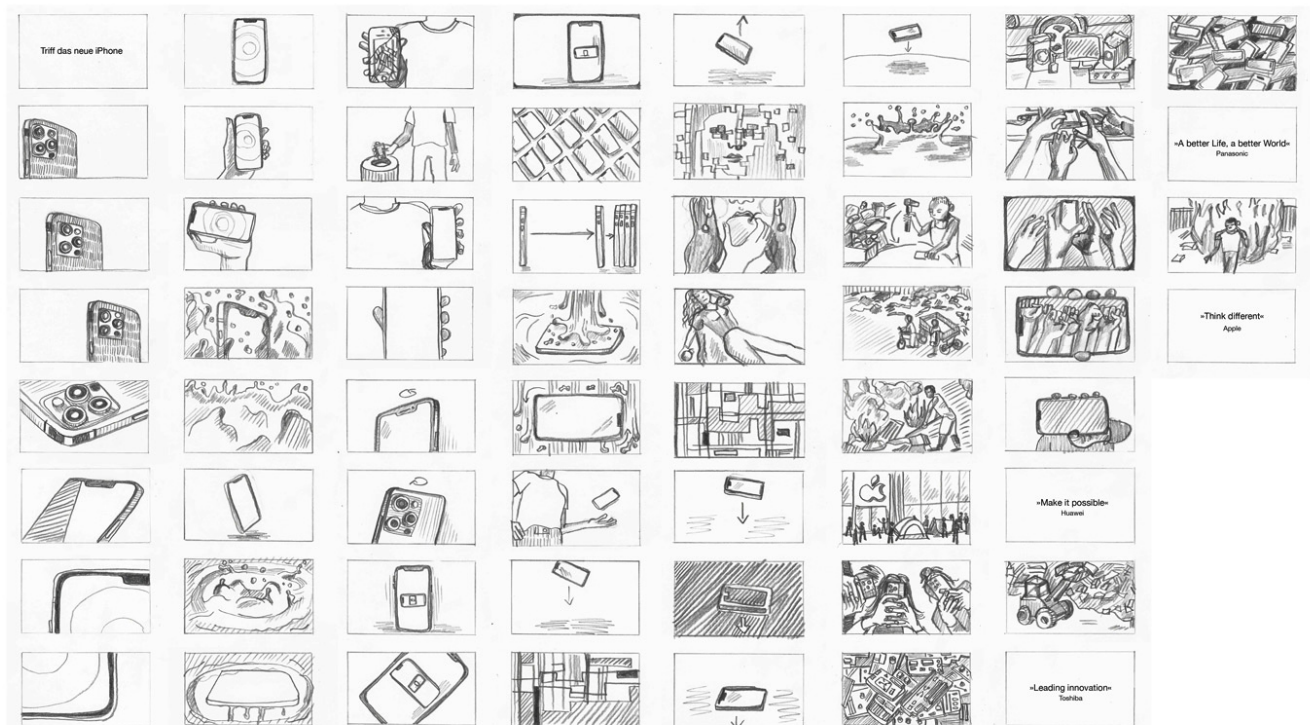 Triff das neue iPhone
»Make it possible«
Huawei
»Leading innovation«
Toshiba
»A better Life, a better World«
Panasonic
»Think different«
Apple